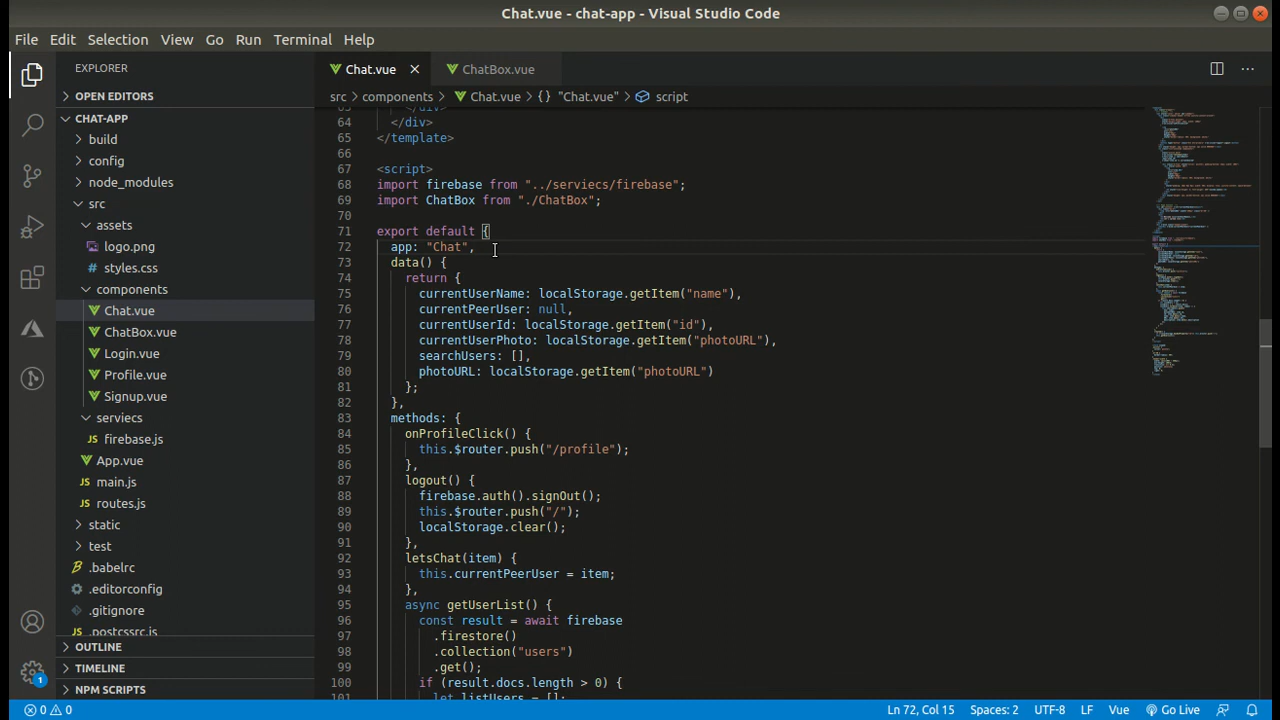 Chat.vue - chat-app - Visual Studio Code
File Edit Selection View Go Run Terminal Help
EXPLORER
OPEN EDITORS
CHAT-APP
build
config
node_modules
src
assets
logo.png
styles.css
components
Chat.vue
ChatBox.vue
Login.vue
Profile.vue
Signup.vue
serviecs
JS firebase.js
App.vue
JS main.js
JS routes.js
static
test
.babelrc
.editorconfig
.gitignore
.postcssrc.js
OUTLINE
TIMELINE
NPM SCRIPTS
1
Chat.vue ChatBox.vue
src components Chat.vue {} "Chat.vue" script
63 </div>
64 </div>
65 </template>
66
67 <script>
68 import firebase from "../serviecs/firebase";
69 import ChatBox from "./ChatBox";
70
71 export default {
72 app: "Chat",
73 data() {
74 return {
75 currentUserName: localStorage.getItem("name"),
76 currentPeerUser: null,
77 currentUserId: localStorage.getItem("id"),
78 currentUserPhoto: localStorage.getItem("photoURL"),
79 searchUsers: [],
80 photoURL: localStorage.getItem("photoURL")
81 };
82 },
83 methods: {
84 onProfileClick() {
85 this.$router.push("/profile");
86 },
87 logout() {
88 firebase.auth().signOut();
89 this.$router.push("/");
90 localStorage.clear();
91 },
92 letsChat(item) {
93 this.currentPeerUser = item;
94 },
95 async getUserList() {
96 const result = await firebase
97 .firestore()
98 .collection("users")
99 .get();
100 if (result.docs.length > 0) {
101 let listUsers = [];
0 0
Ln 72, Col 15 Spaces: 2 UTF-8 LF Vue Go Live